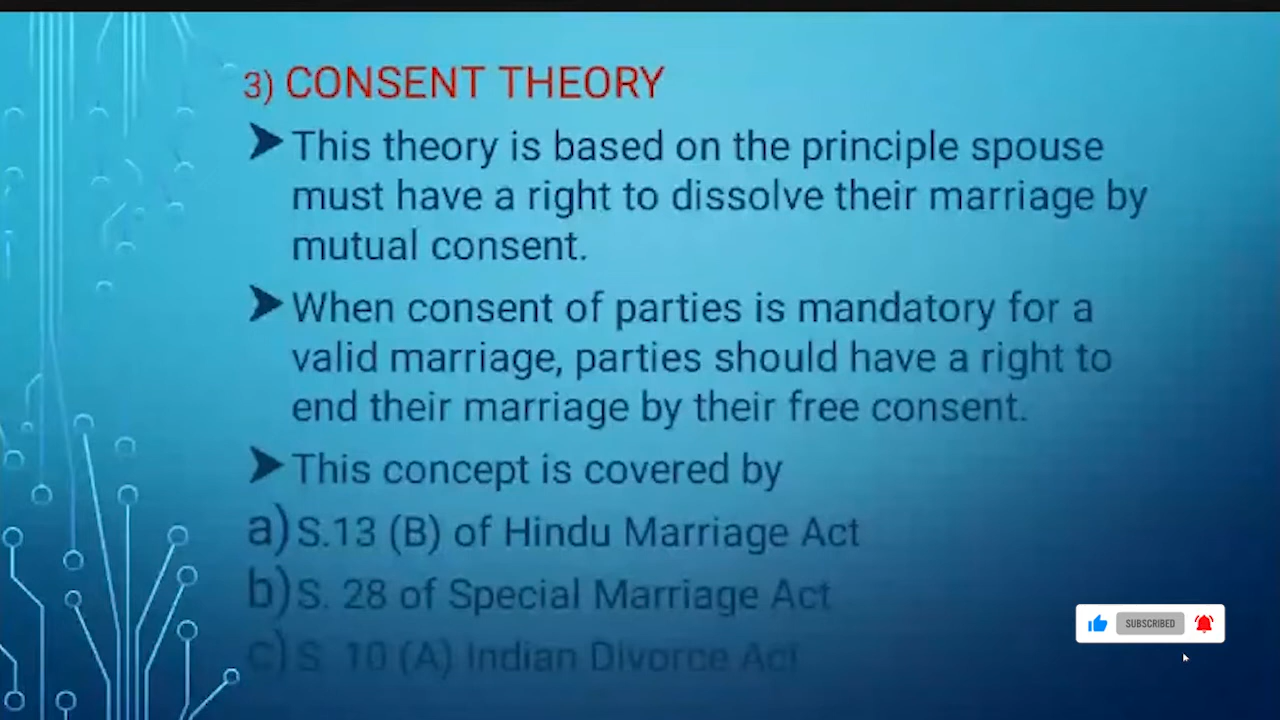 3) CONSENT THEORY
➤ This theory is based on the principle spouse
must have a right to dissolve their marriage by
mutual consent.
➤ When consent of parties is mandatory for a
valid marriage, parties should have a right to
end their marriage by their free consent.
➤ This concept is covered by
a) S.13 (B) of Hindu Marriage Act
b) S. 28 of Special Marriage Act
c) S 10 (A) Indian Divorce Act
SUBSCRIBED